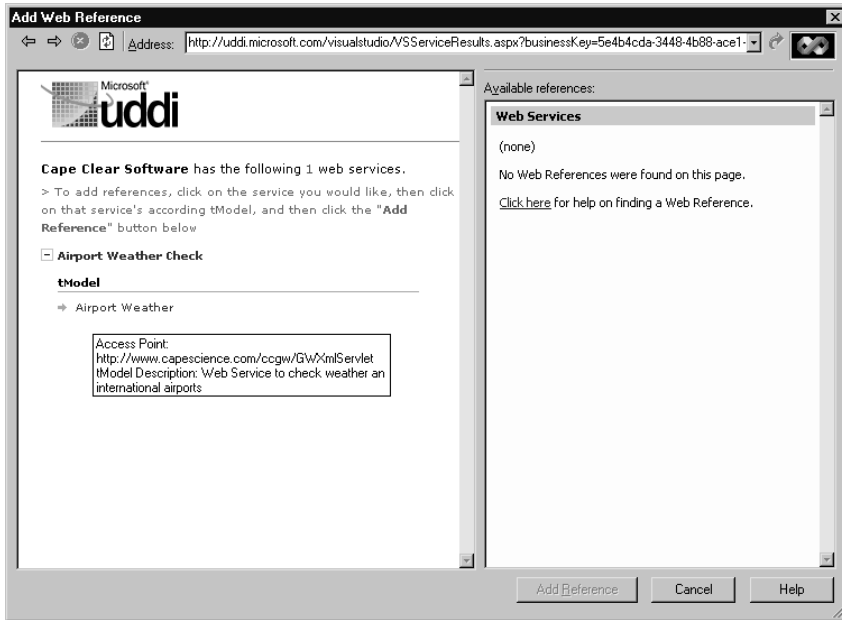 Add Web Reference
Address: http://uddi.microsoft.com/visualstudio/VSServiceResults.aspx?businessKey=5e4b4cda-3448-4b88-ace1-
Microsoft
uddi
Cape Clear Software has the following 1 web services.
> To add references, click on the service you would like, then click
on that service's according tModel, and then click the "Add
Reference" button below
Airport Weather Check
tModel
Airport Weather
Access Point:
http://www.capescience.com/ccgw/GWXmlServlet
tModel Description: Web Service to check weather an
international airports
Available references:
Web Services
(none)
No Web References were found on this page.
Click here for help on finding a Web Reference.
Add Reference
Cancel
Help